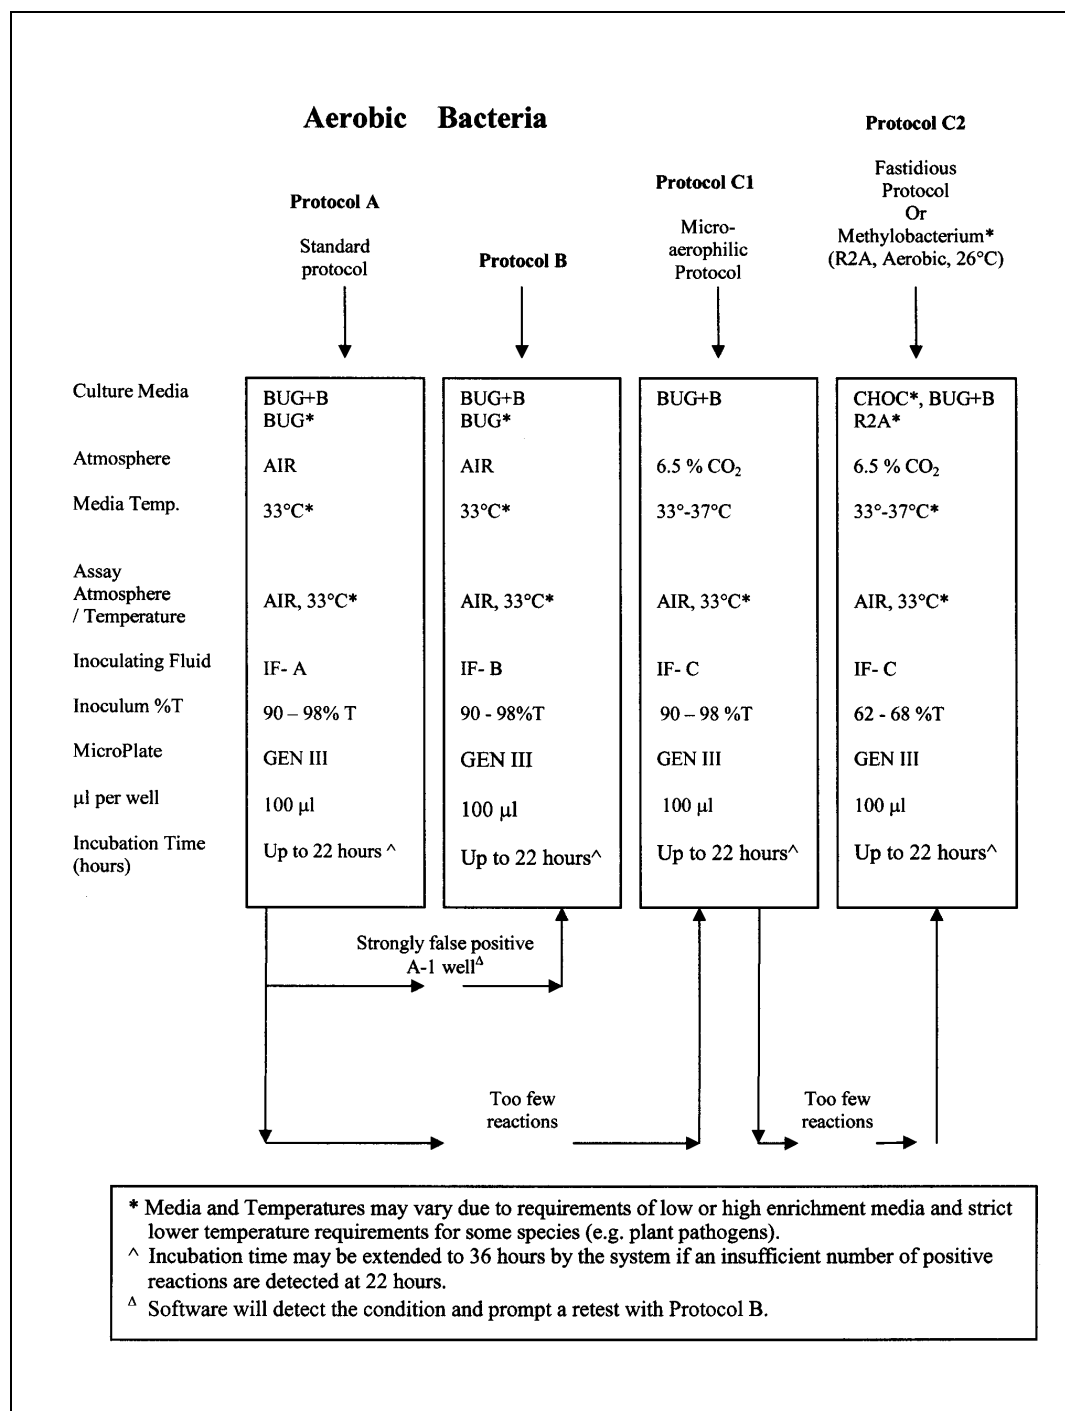 Aerobic Bacteria
Protocol A
Standard
protocol
Protocol B
Protocol C1
Micro-
aerophilic
Protocol
Protocol C2
Fastidious
Protocol
Or
Methylobacterium*
(R2A, Aerobic, 26°C)
Culture Media
BUG+B
BUG*
BUG+B
BUG*
BUG+B
CHOC*, BUG+B
R2A*
Atmosphere
AIR
AIR
6.5 % CO₂
6.5 % CO₂
Media Temp.
33°C*
33°C*
33°-37°C
33°-37°C*
Assay
Atmosphere
/ Temperature
AIR, 33°C*
AIR, 33°C*
AIR, 33°C*
AIR, 33°C*
Inoculating Fluid
IF- A
IF- B
IF- C
IF- C
Inoculum %T
90 – 98% T
90 - 98%T
90 – 98 %T
62 - 68 %T
MicroPlate
GEN III
GEN III
GEN III
GEN III
µl per well
100 µl
100 µl
100 µl
100 µl
Incubation Time
(hours)
Up to 22 hours ^
Up to 22 hours^
Up to 22 hours^
Up to 22 hours^
Strongly false positive
A-1 well^Δ
Too few
reactions
Too few
reactions
* Media and Temperatures may vary due to requirements of low or high enrichment media and strict
lower temperature requirements for some species (e.g. plant pathogens).
^ Incubation time may be extended to 36 hours by the system if an insufficient number of positive
reactions are detected at 22 hours.
Δ Software will detect the condition and prompt a retest with Protocol B.